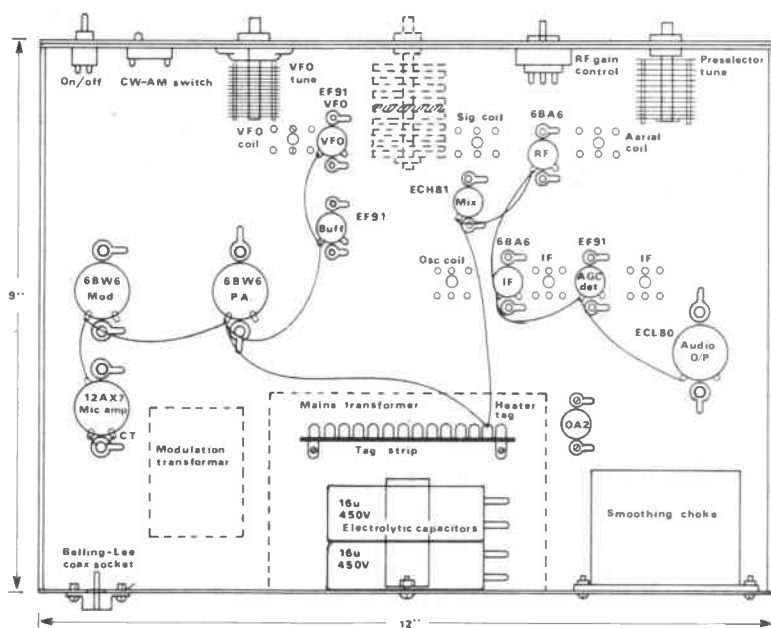 On/off
CW-AM switch
VFO
tune
RF gain
control
Preselector
tune
EF91
VFO
VFO
coil
VFO
Sig coil
6BA6
RF
Aarial
coil
ECH81
Mix
EF91
Buff
6BA6
IF
EF91
IF
Osc coil
IF
AGC
det
6BW6
Mod
6BW6
PA
9"
ECL80
Audio
O/P
12AX7
Mic amp
CT
Mains transformer
Heater
tag
Tag strip
OA2
Modulation
transformar
16u
450V
Electrolytic capacitors
16u
450V
Smoothing choke
Belling-Lee
coax socket
12"